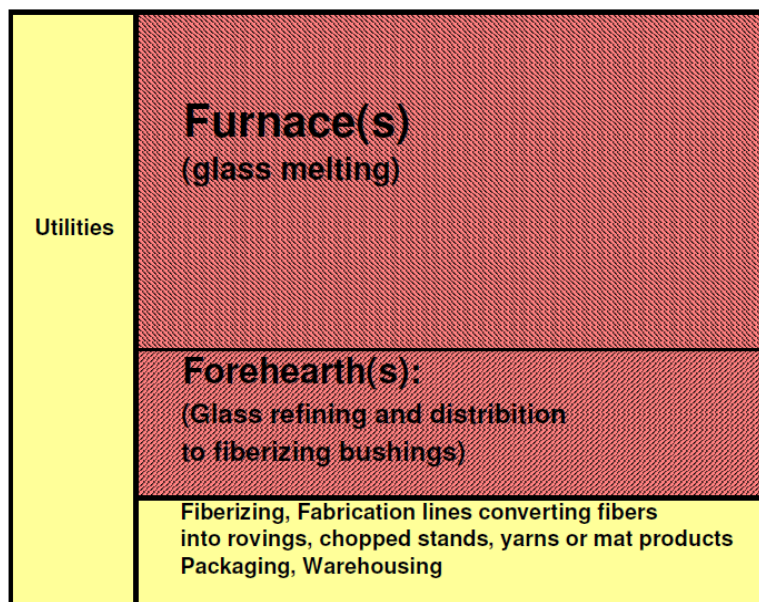 Utilities
Furnace(s)
(glass melting)
Forehearth(s):
(Glass refining and distribition
to fiberizing bushings)
Fiberizing, Fabrication lines converting fibers
into rovings, chopped stands, yarns or mat products
Packaging, Warehousing